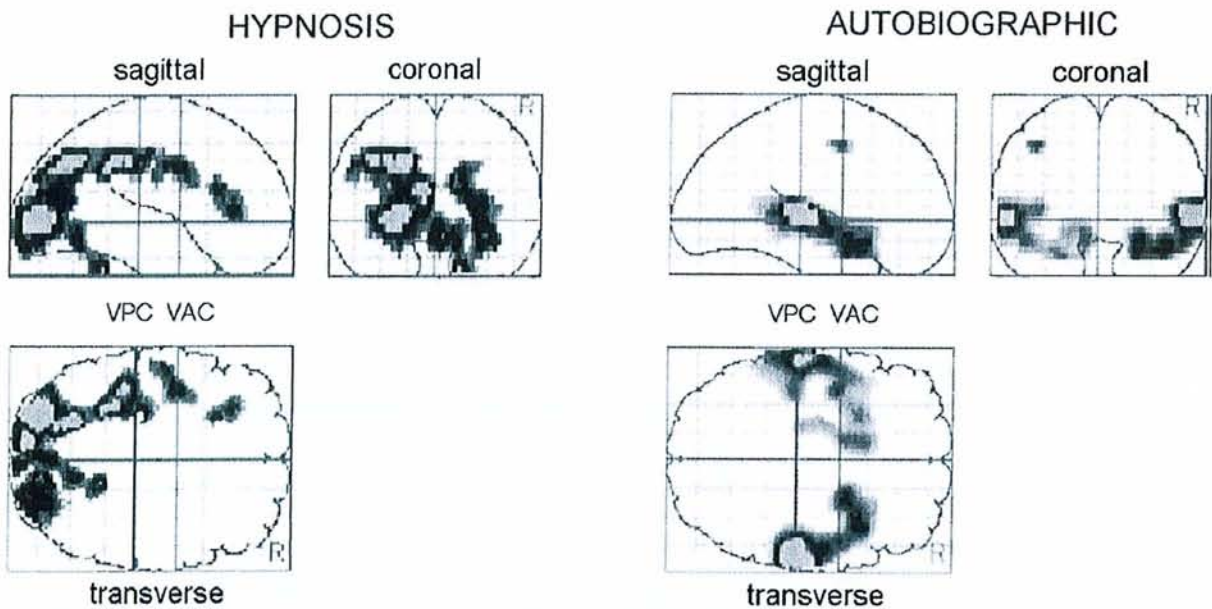 HYPNOSIS
sagittal coronal
R
VPC VAC
R
transverse
AUTOBIOGRAPHIC
sagittal coronal
R
VPC VAC
R
transverse